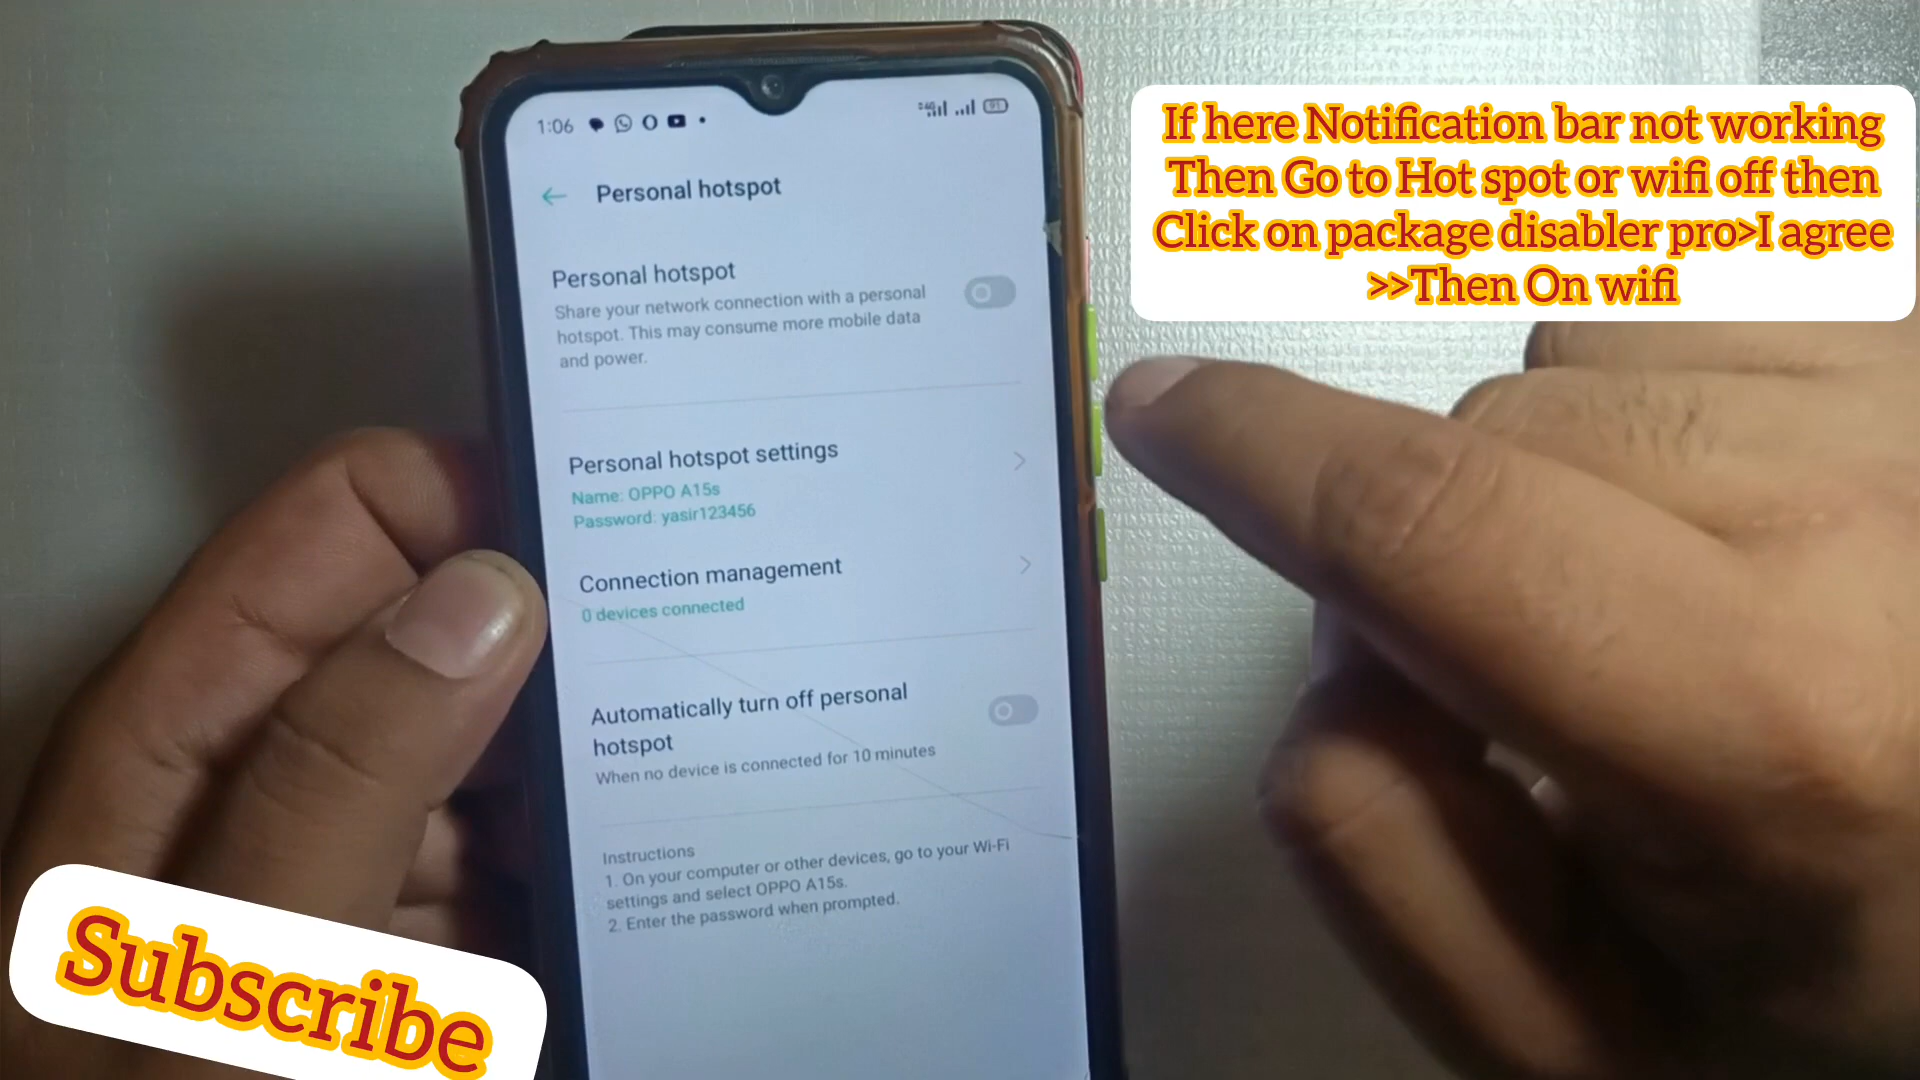 1:06
91
Personal hotspot
Personal hotspot
Share your network connection with a personal
hotspot. This may consume more mobile data
and power.
Personal hotspot settings
Name: OPPO A15s
Password: yasir123456
Connection management
0 devices connected
Automatically turn off personal
hotspot
When no device is connected for 10 minutes
Instructions
1. On your computer or other devices, go to your Wi-Fi
settings and select OPPO A15s.
2. Enter the password when prompted.
If here Notification bar not working
Then Go to Hot spot or wifi off then
Click on package disabler pro>I agree
>>Then On wifi
Subscribe